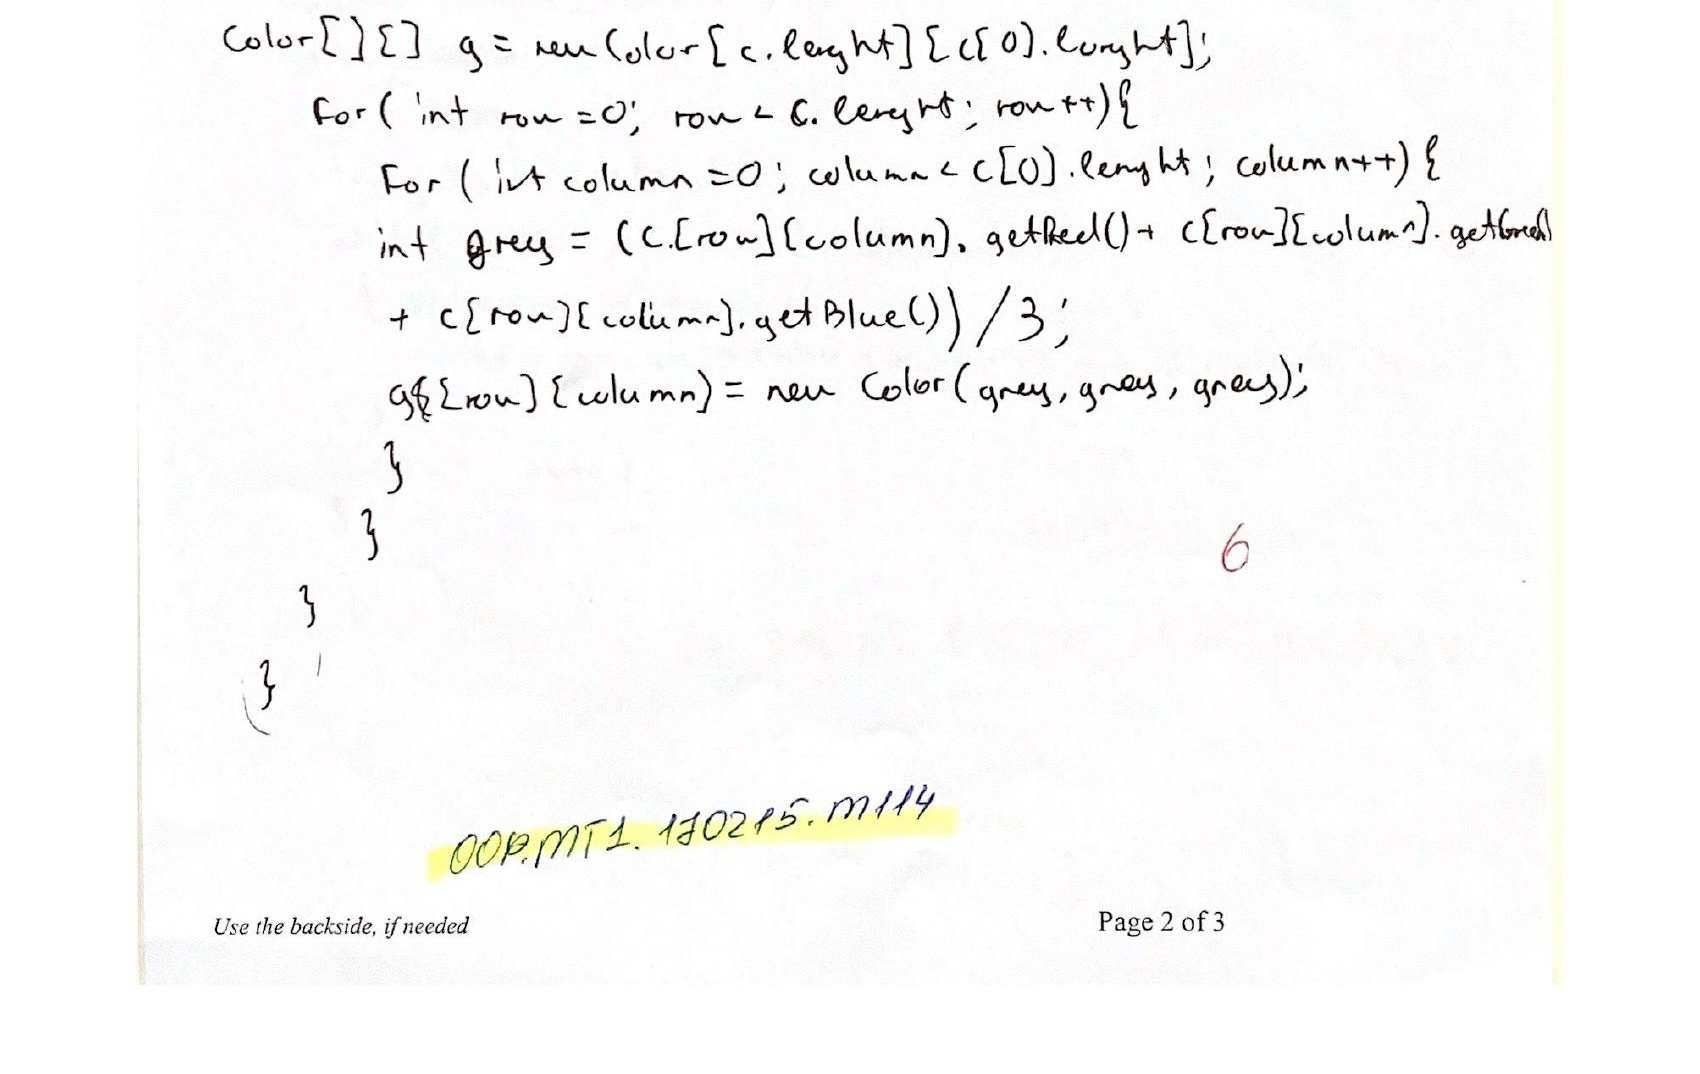 Color[][] g = new Color[c.lenght][c[0].lenght];
For( int row =0; row < c.lenght; row++){
For( int column =0; column < c[0].lenght; column++) {
int grey = (c.[row][column].getRed()+ c[row][column].getGreen()
+ c[row][column].getBlue()) /3;
g[row][column] = new Color(grey, grey, grey);
}
}
6
}
}
OOP.MT1.170215.M114
Use the backside, if needed
Page 2 of 3